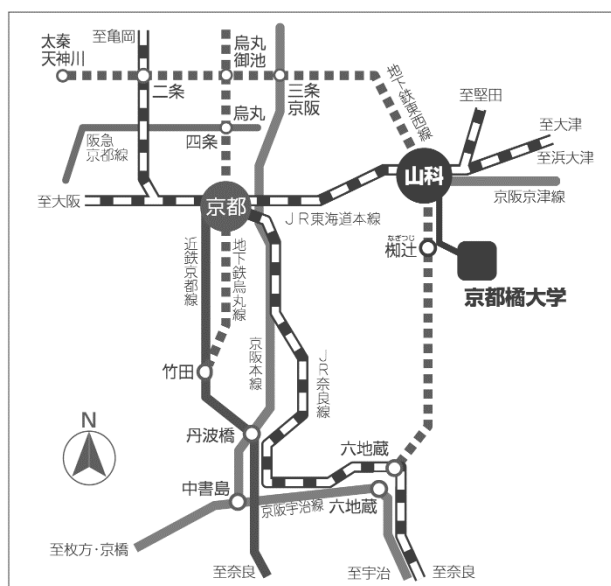 太秦
天神川
至亀岡
二条
烏丸
御池
三条
京阪
地下鉄東西線
至堅田
至大津
至浜大津
阪急
京都線
烏丸
四条
至大阪
京都
JR東海道本線
山科
京阪京津線
なぎつじ
椥辻
京都橘大学
近鉄京都線
地下鉄烏丸線
京阪本線
JR奈良線
竹田
丹波橋
N
中書島
京阪宇治線
六地蔵
六地蔵
至枚方・京橋
至奈良
至宇治
至奈良